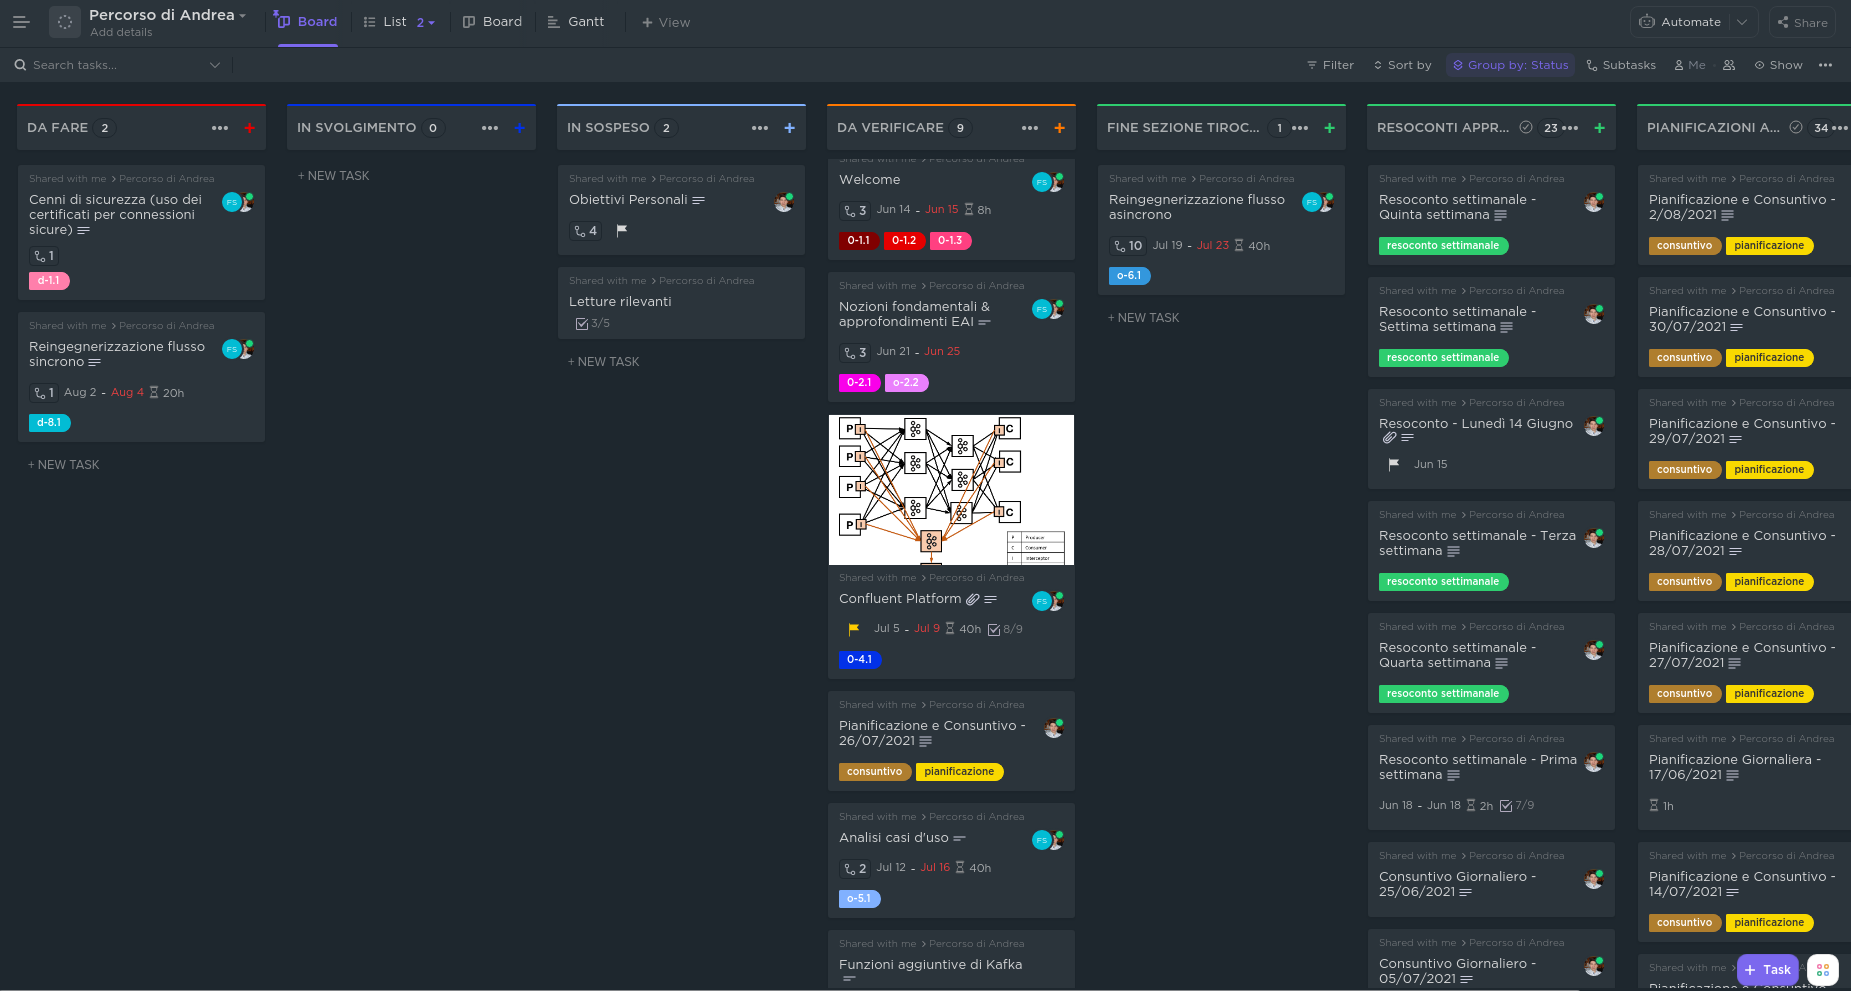 Percorso di Andrea
Add details
Board
List 2
Board
Gantt
+ View
Automate
Share
Search tasks...
Filter
Sort by
Group by: Status
Subtasks
Me
Show
DA FARE 2
Shared with me > Percorso di Andrea
Cenni di sicurezza (uso dei
certificati per connessioni
sicure)
FS
1
d-1.1
Shared with me > Percorso di Andrea
Reingegnerizzazione flusso
sincrono
FS
1 Aug 2 - Aug 4 20h
d-8.1
+ NEW TASK
IN SVOLGIMENTO 0
+ NEW TASK
IN SOSPESO 2
Shared with me > Percorso di Andrea
Obiettivi Personali
4
Shared with me > Percorso di Andrea
Letture rilevanti
3/5
+ NEW TASK
DA VERIFICARE 9
Shared with me > Percorso di Andrea
Welcome
FS
3 Jun 14 - Jun 15 8h
0-1.1 0-1.2 0-1.3
Shared with me > Percorso di Andrea
Nozioni fondamentali &
approfondimenti EAI
FS
3 Jun 21 - Jun 25
0-2.1 o-2.2
P I I C
P I I C
P I
P I I C
P Producer
C Consumer
I Interceptor
Shared with me > Percorso di Andrea
Confluent Platform
FS
Jul 5 - Jul 9 40h 8/9
0-4.1
Shared with me > Percorso di Andrea
Pianificazione e Consuntivo -
26/07/2021
consuntivo pianificazione
Shared with me > Percorso di Andrea
Analisi casi d'uso
FS
2 Jul 12 - Jul 16 40h
o-5.1
Shared with me > Percorso di Andrea
Funzioni aggiuntive di Kafka
FINE SEZIONE TIROC... 1
Shared with me > Percorso di Andrea
Reingegnerizzazione flusso
asincrono
FS
10 Jul 19 - Jul 23 40h
o-6.1
+ NEW TASK
RESOCONTI APPR... 23
Shared with me > Percorso di Andrea
Resoconto settimanale -
Quinta settimana
resoconto settimanale
Shared with me > Percorso di Andrea
Resoconto settimanale -
Settima settimana
resoconto settimanale
Shared with me > Percorso di Andrea
Resoconto - Lunedì 14 Giugno
Jun 15
Shared with me > Percorso di Andrea
Resoconto settimanale - Terza
settimana
resoconto settimanale
Shared with me > Percorso di Andrea
Resoconto settimanale -
Quarta settimana
resoconto settimanale
Shared with me > Percorso di Andrea
Resoconto settimanale - Prima
settimana
Jun 18 - Jun 18 2h 7/9
Shared with me > Percorso di Andrea
Consuntivo Giornaliero -
25/06/2021
Shared with me > Percorso di Andrea
Consuntivo Giornaliero -
05/07/2021
PIANIFICAZIONI A... 34
Shared with me > Percorso di Andrea
Pianificazione e Consuntivo -
2/08/2021
consuntivo pianificazione
Shared with me > Percorso di Andrea
Pianificazione e Consuntivo -
30/07/2021
consuntivo pianificazione
Shared with me > Percorso di Andrea
Pianificazione e Consuntivo -
29/07/2021
consuntivo pianificazione
Shared with me > Percorso di Andrea
Pianificazione e Consuntivo -
28/07/2021
consuntivo pianificazione
Shared with me > Percorso di Andrea
Pianificazione e Consuntivo -
27/07/2021
consuntivo pianificazione
Shared with me > Percorso di Andrea
Pianificazione Giornaliera -
17/06/2021
1h
Shared with me > Percorso di Andrea
Pianificazione e Consuntivo -
14/07/2021
consuntivo pianificazione
Shared with me >
Pianificazione e Consuntivo
+ Task